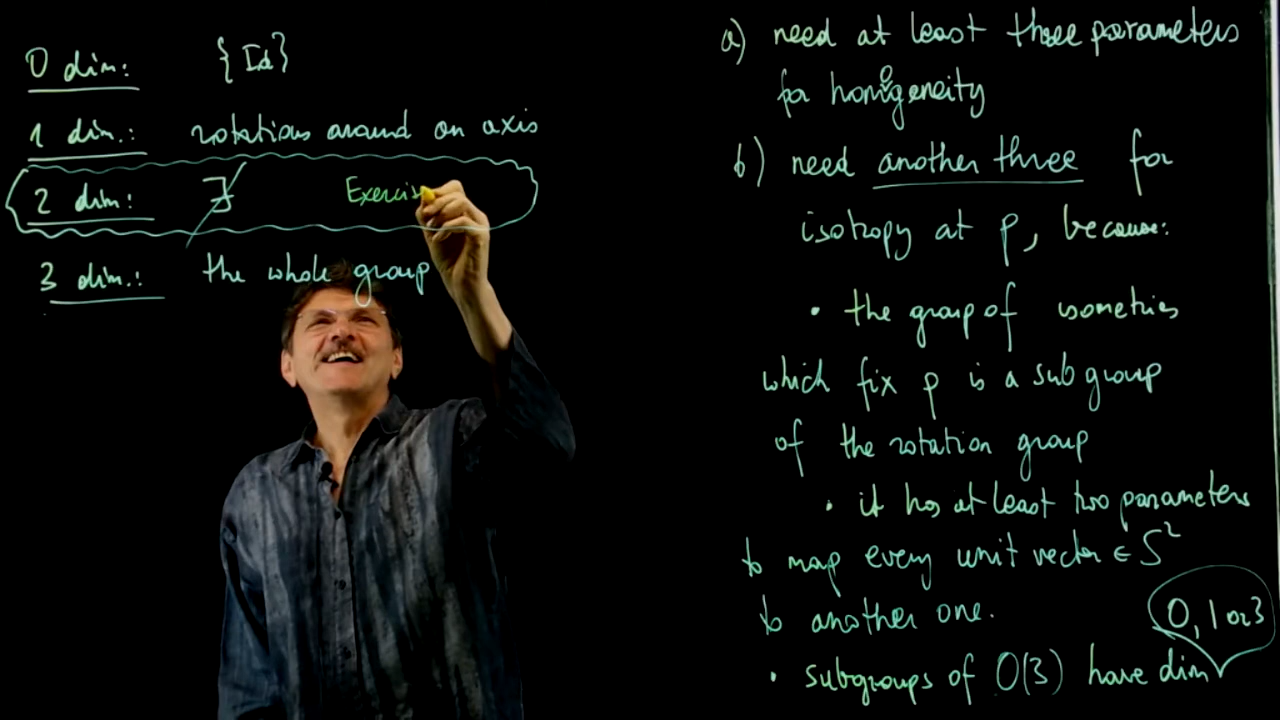 0 dim: {Id}
1 dim.: rotations around an axis
2 dim: ∄ Exercis
3 dim.: the whole group
a) need at least three parameters
for homogeneity
b) need another three for
isotropy at p, because:
• the group of isometries
which fix p is a subgroup
of the rotation group
• it has at least two parameters
to map every unit vector ∈ S²
to another one.
0, 1 or 3
• subgroups of O(3) have dim